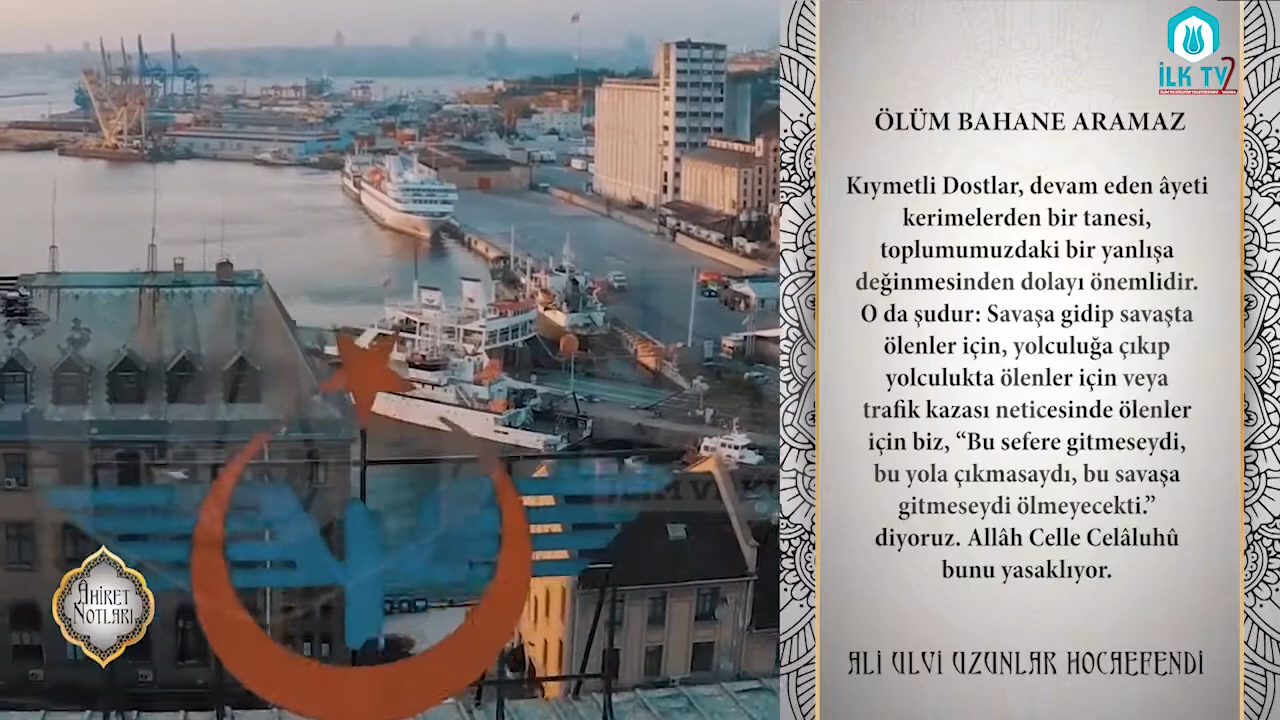 İLK TV2
ÖLÜM BAHANE ARAMAZ
Kıymetli Dostlar, devam eden âyeti
kerimelerden bir tanesi,
toplumumuzdaki bir yanlışa
değinmesinden dolayı önemlidir.
O da şudur: Savaşa gidip savaşta
ölenler için, yolculuğa çıkıp
yolculukta ölenler için veya
trafik kazası neticesinde ölenler
için biz, “Bu sefere gitmeseydi,
bu yola çıkmasaydı, bu savaşa
gitmeseydi ölmeyecekti.”
diyoruz. Allâh Celle Celâluhû
bunu yasaklıyor.
ALİ ULVİ UZUNLAR HOCAEFENDİ
AHİRET
NOTLARI